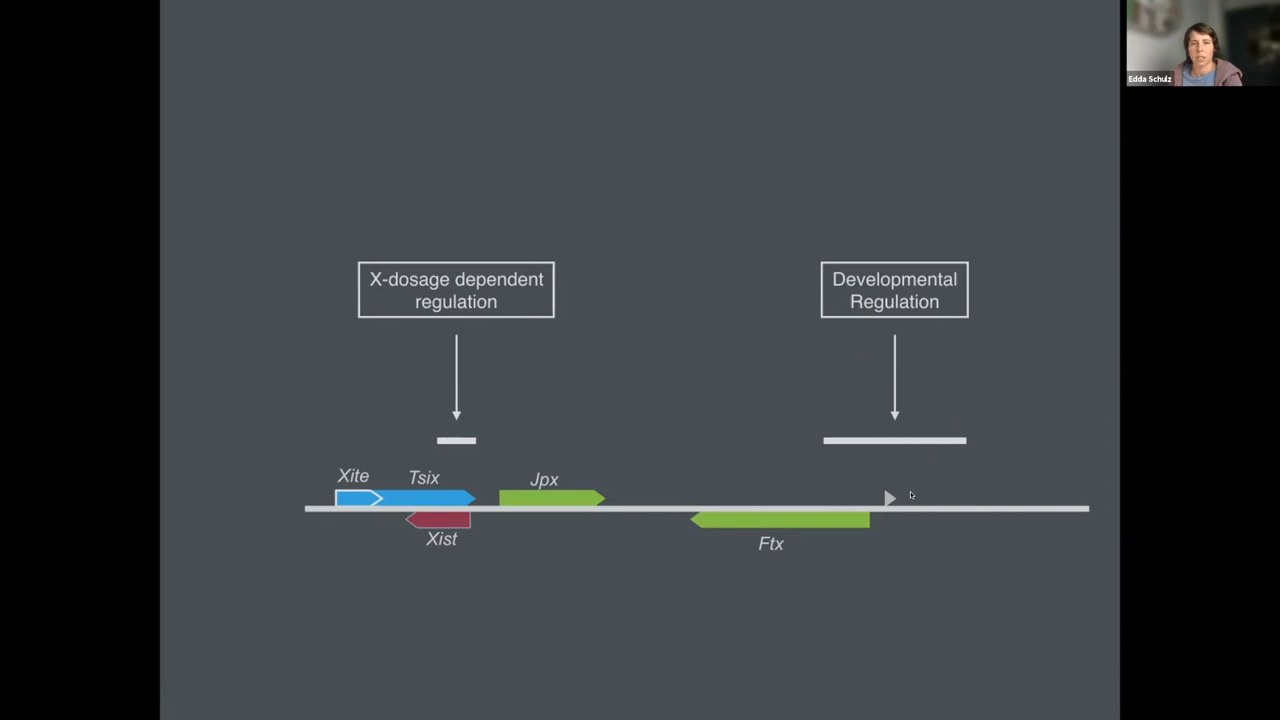 Edda Schulz
X-dosage dependent
regulation
Developmental
Regulation
Xite
Tsix
Jpx
Xist
Ftx